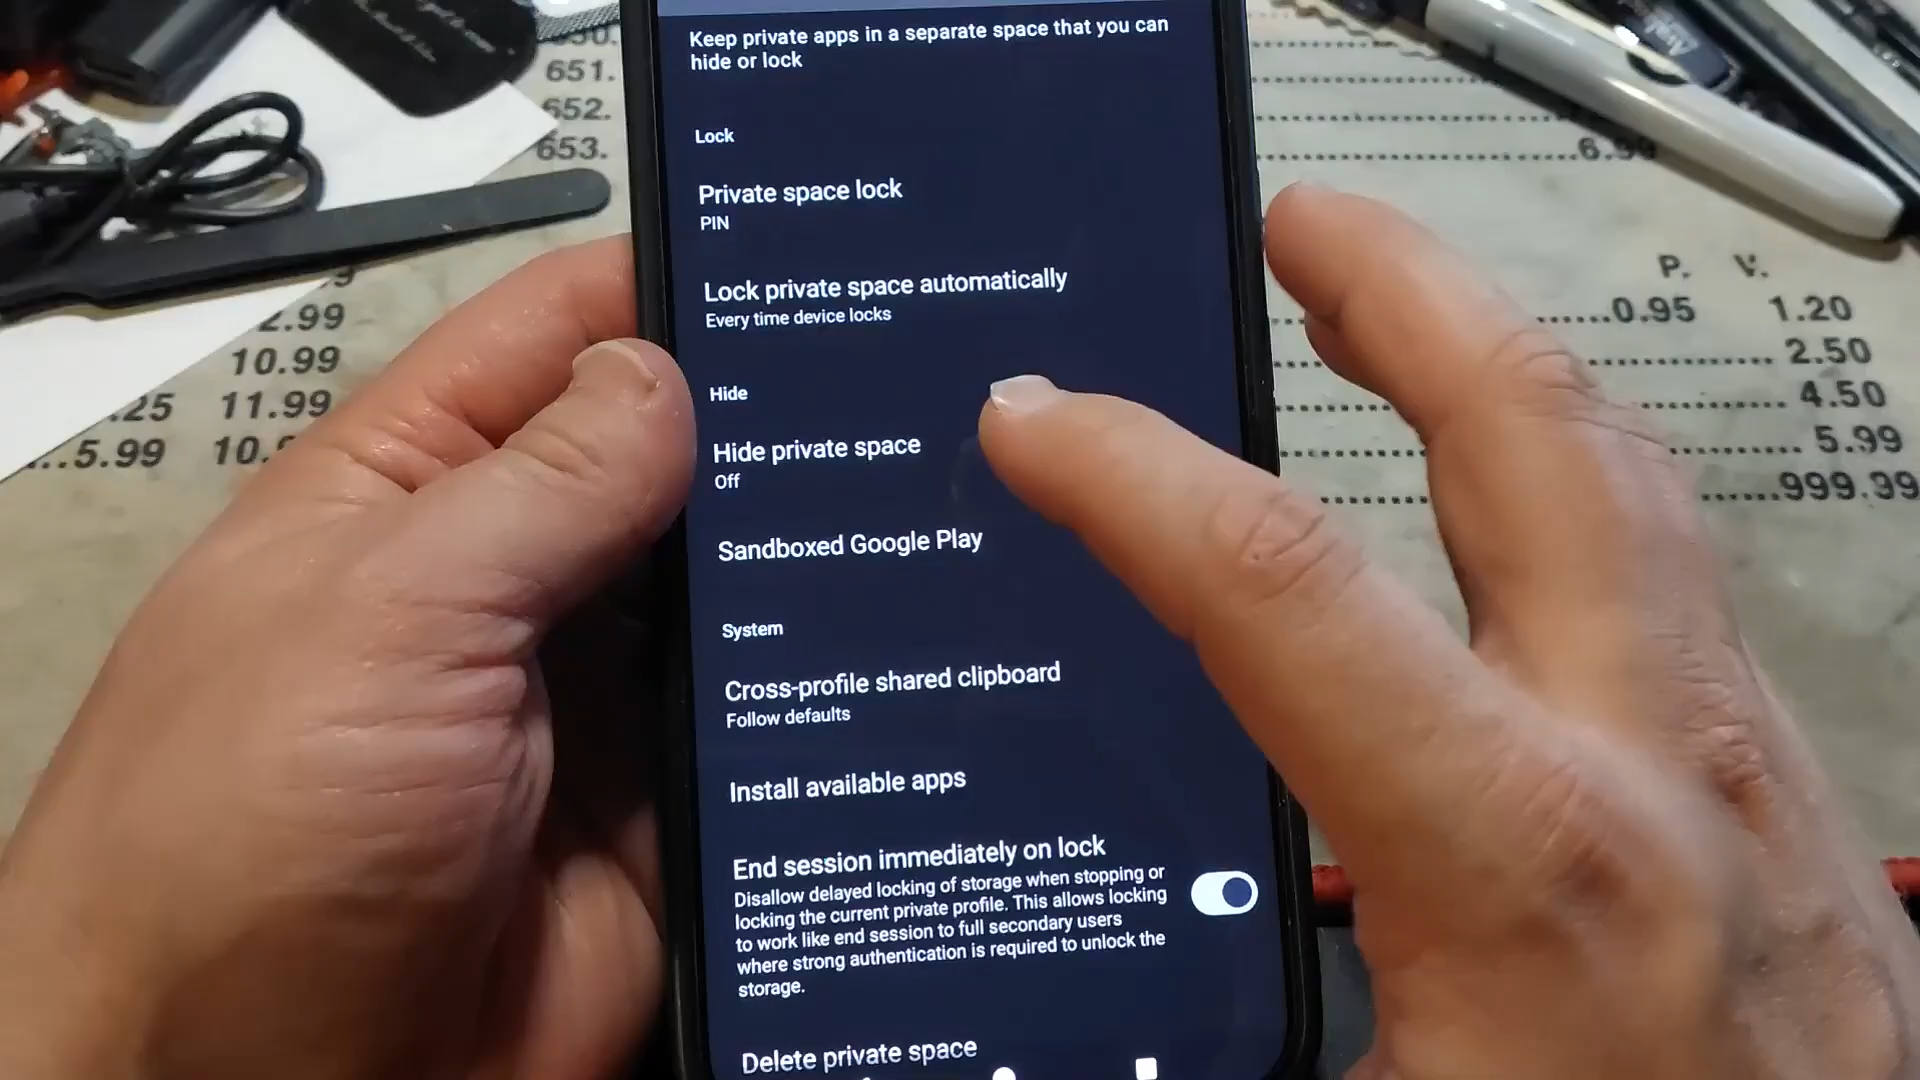 Keep private apps in a separate space that you can
hide or lock
Lock
Private space lock
PIN
Lock private space automatically
Every time device locks
Hide
Hide private space
Off
Sandboxed Google Play
System
Cross-profile shared clipboard
Follow defaults
Install available apps
End session immediately on lock
Disallow delayed locking of storage when stopping or
locking the current private profile. This allows locking
to work like end session to full secondary users
where strong authentication is required to unlock the
storage.
Delete private space
651.
652.
653.
2.99
10.99
.25 11.99
...5.99 10.
6.99
P. V.
......0.95 1.20
2.50
4.50
5.99
......999.99